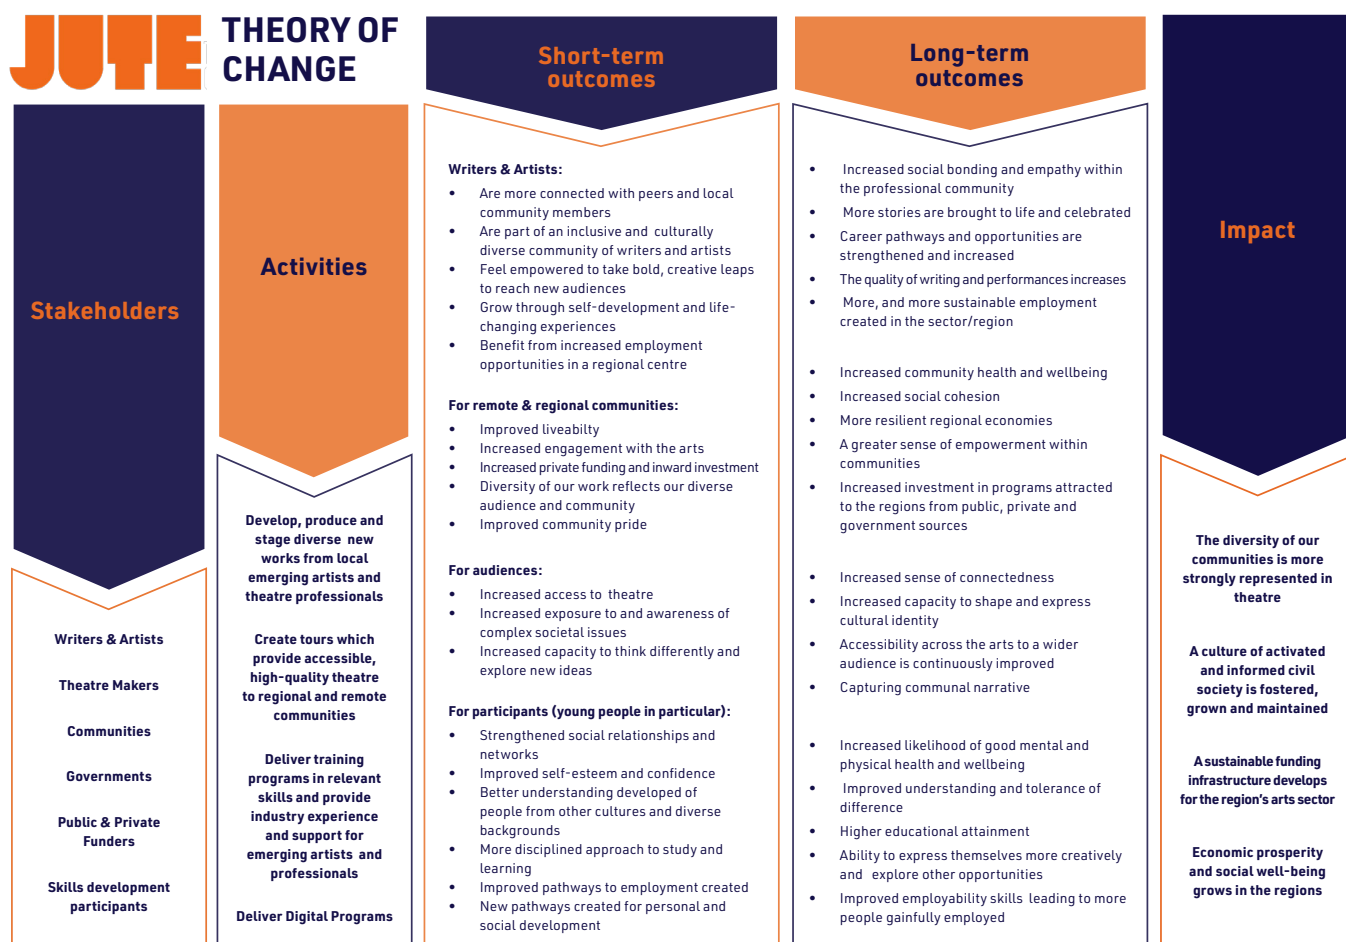 JUTE
THEORY OF
CHANGE
Stakeholders
Writers & Artists
Theatre Makers
Communities
Governments
Public & Private
Funders
Skills development
participants
Activities
Develop, produce and
stage diverse new
works from local
emerging artists and
theatre professionals
Create tours which
provide accessible,
high-quality theatre
to regional and remote
communities
Deliver training
programs in relevant
skills and provide
industry experience
and support for
emerging artists and
professionals
Deliver Digital Programs
Short-term
outcomes
Writers & Artists:
• Are more connected with peers and local
community members
• Are part of an inclusive and culturally
diverse community of writers and artists
• Feel empowered to take bold, creative leaps
to reach new audiences
• Grow through self-development and life-
changing experiences
• Benefit from increased employment
opportunities in a regional centre
For remote & regional communities:
• Improved liveabilty
• Increased engagement with the arts
• Increased private funding and inward investment
• Diversity of our work reflects our diverse
audience and community
• Improved community pride
For audiences:
• Increased access to theatre
• Increased exposure to and awareness of
complex societal issues
• Increased capacity to think differently and
explore new ideas
For participants (young people in particular):
• Strengthened social relationships and
networks
• Improved self-esteem and confidence
• Better understanding developed of
people from other cultures and diverse
backgrounds
• More disciplined approach to study and
learning
• Improved pathways to employment created
• New pathways created for personal and
social development
Long-term
outcomes
• Increased social bonding and empathy within
the professional community
• More stories are brought to life and celebrated
• Career pathways and opportunities are
strengthened and increased
• The quality of writing and performances increases
• More, and more sustainable employment
created in the sector/region
• Increased community health and wellbeing
• Increased social cohesion
• More resilient regional economies
• A greater sense of empowerment within
communities
• Increased investment in programs attracted
to the regions from public, private and
government sources
• Increased sense of connectedness
• Increased capacity to shape and express
cultural identity
• Accessibility across the arts to a wider
audience is continuously improved
• Capturing communal narrative
• Increased likelihood of good mental and
physical health and wellbeing
• Improved understanding and tolerance of
difference
• Higher educational attainment
• Ability to express themselves more creatively
and explore other opportunities
• Improved employability skills leading to more
people gainfully employed
Impact
The diversity of our
communities is more
strongly represented in
theatre
A culture of activated
and informed civil
society is fostered,
grown and maintained
A sustainable funding
infrastructure develops
for the region's arts sector
Economic prosperity
and social well-being
grows in the regions